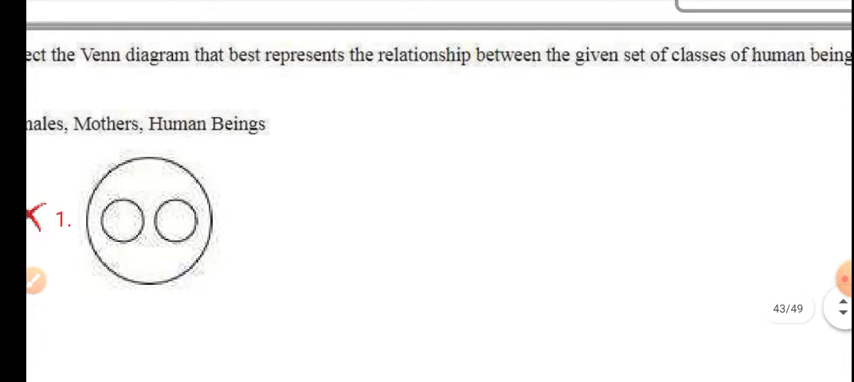 ect the Venn diagram that best represents the relationship between the given set of classes of human being
nales, Mothers, Human Beings
1.
43/49